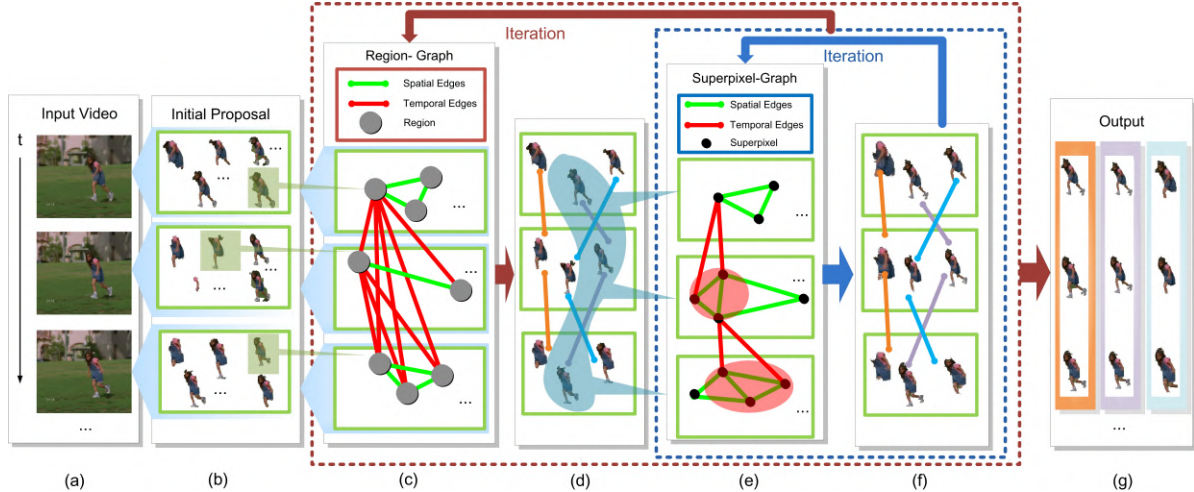 Iteration
Iteration
Input Video
t
...
Initial Proposal
...
...
...
...
Region- Graph
Spatial Edges
Temporal Edges
Region
...
...
...
Superpixel-Graph
Spatial Edges
Temporal Edges
Superpixel
...
...
...
Output
...
(a)
(b)
(c)
(d)
(e)
(f)
(g)